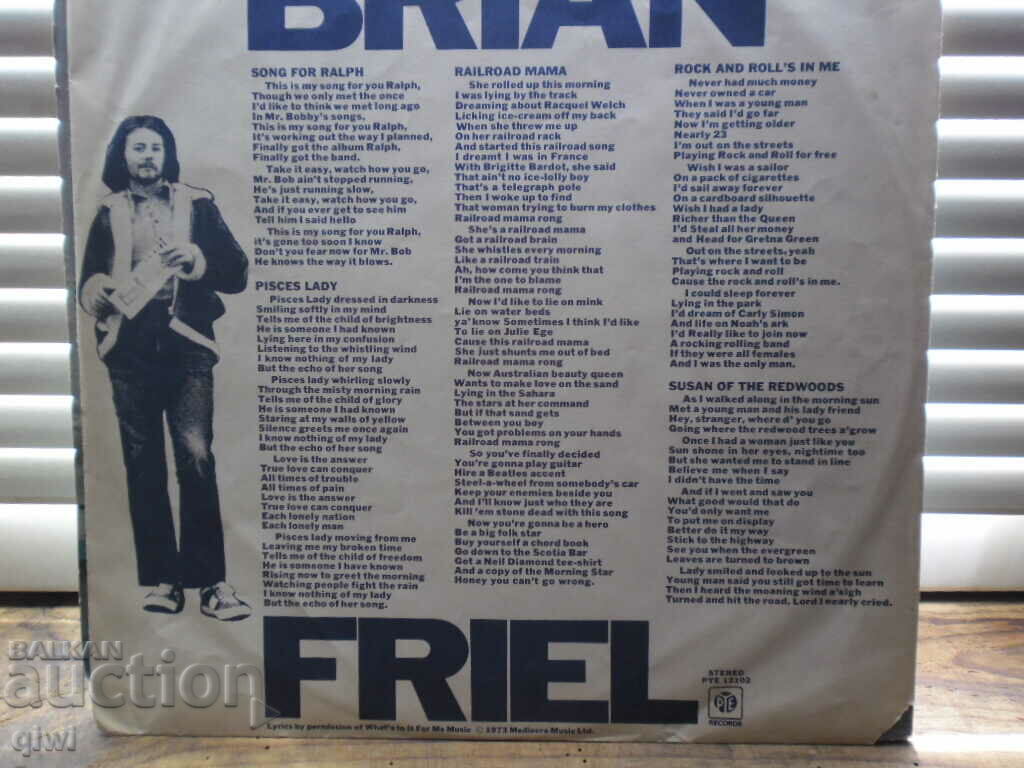 BRIAN
SONG FOR RALPH
This is my song for you Ralph,
Though we only met the once
I'd like to think we met long ago
In Mr. Bobby's songs.
This is my song for you Ralph,
It's working out the way I planned,
Finally got the album Ralph,
Finally got the band.
Take it easy, watch how you go,
Mr. Bob ain't stopped running,
He's just running slow,
Take it easy, watch how you go,
And if you ever get to see him
Tell him I said hello
This is my song for you Ralph,
it's gone too soon I know
Don't you fear now for Mr. Bob
He knows the way it blows.
PISCES LADY
Pisces Lady dressed in darkness
Smiling softly in my mind
Tells me of the child of brightness
He is someone I had known
Lying here in my confusion
Listening to the whistling wind
I know nothing of my lady
But the echo of her song
Pisces lady whirling slowly
Through the misty morning rain
Tells me of the child of glory
He is someone I had known
Staring at my walls of yellow
Silence greets me once again
I know nothing of my lady
But the echo of her song
Love is the answer
True love can conquer
All times of trouble
All times of pain
Love is the answer
True love can conquer
Each lonely nation
Each lonely man
Pisces lady moving from me
Leaving me my broken time
Tells me of the child of freedom
He is someone I have known
Rising now to greet the morning
Watching people fight the rain
I know nothing of my lady
But the echo of her song.
RAILROAD MAMA
She rolled up this morning
I was lying by the track
Dreaming about Racquel Welch
Licking ice-cream off my back
When she threw me up
On her railroad rack
And started this railroad song
I dreamt I was in France
With Brigitte Bardot, she said
That ain't no ice-lolly boy
That's a telegraph pole
Then I woke up to find
That woman trying to burn my clothes
Railroad mama rong
She's a railroad mama
Got a railroad brain
She whistles every morning
Like a railroad train
Ah, how come you think that
I'm the one to blame
Railroad mama rong
Now I'd like to lie on mink
Lie on water beds
ya' know Sometimes I think I'd like
To lie on Julie Ege
Cause this railroad mama
She just shunts me out of bed
Railroad mama rong
Now Australian beauty queen
Wants to make love on the sand
Lying in the Sahara
The stars at her command
But if that sand gets
Between you boy
You got problems on your hands
Railroad mama rong
So you've finally decided
You're gonna play guitar
Hire a Beatles accent
Steel-a-wheel from somebody's car
Keep your enemies beside you
And I'll know just who they are
Kill 'em stone dead with this song
Now you're gonna be a hero
Be a big folk star
Buy yourself a chord book
Go down to the Scotia Bar
Got a Neil Diamond tee-shirt
And a copy of the Morning Star
Honey you can't go wrong.
ROCK AND ROLL'S IN ME
Never had much money
Never owned a car
When I was a young man
They said I'd go far
Now I'm getting older
Nearly 23
I'm out on the streets
Playing Rock and Roll for free
Wish I was a sailor
On a pack of cigarettes
I'd sail away forever
On a cardboard silhouette
Wish I had a lady
Richer than the Queen
I'd Steal all her money
and Head for Gretna Green
Out on the streets, yeah
That's where I want to be
Playing rock and roll
Cause the rock and roll's in me.
I could sleep forever
Lying in the park
I'd dream of Carly Simon
And life on Noah's ark
I'd Really like to join now
A rocking rolling band
If they were all females
And I was the only man.
SUSAN OF THE REDWOODS
As I walked along in the morning sun
Met a young man and his lady friend
Hey, stranger, where d' you go
Going where the redwood trees a'grow
Once I had a woman just like you
Sun shone in her eyes, nightime too
But she wanted me to stand in line
Believe me when I say
I didn't have the time
And if I went and saw you
What good would that do
You'd only want me
To put me on display
Better do it my way
Stick to the highway
See you when the evergreen
Leaves are turned to brown
Lady smiled and looked up to the sun
Young man said you still got time to learn
Then I heard the moaning wind a'sigh
Turned and hit the road, Lord I nearly cried.
FRIEL
STEREO
PYE 12102
PYE
RECORDS
Lyrics by permission of What's In It For Me Music © 1973 Mediocre Music Ltd.
BALKAN
auction
qiwi